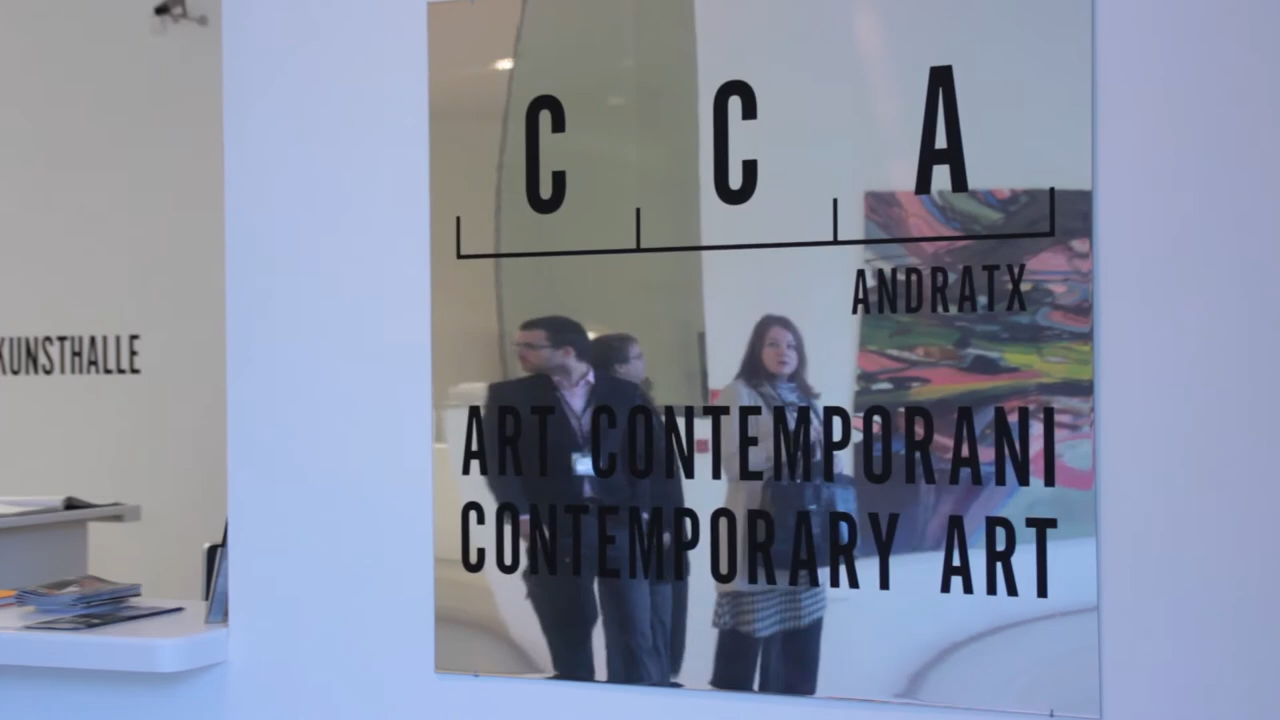 KUNSTHALLE
C C A
ANDRATX
ART CONTEMPORANI
CONTEMPORARY ART